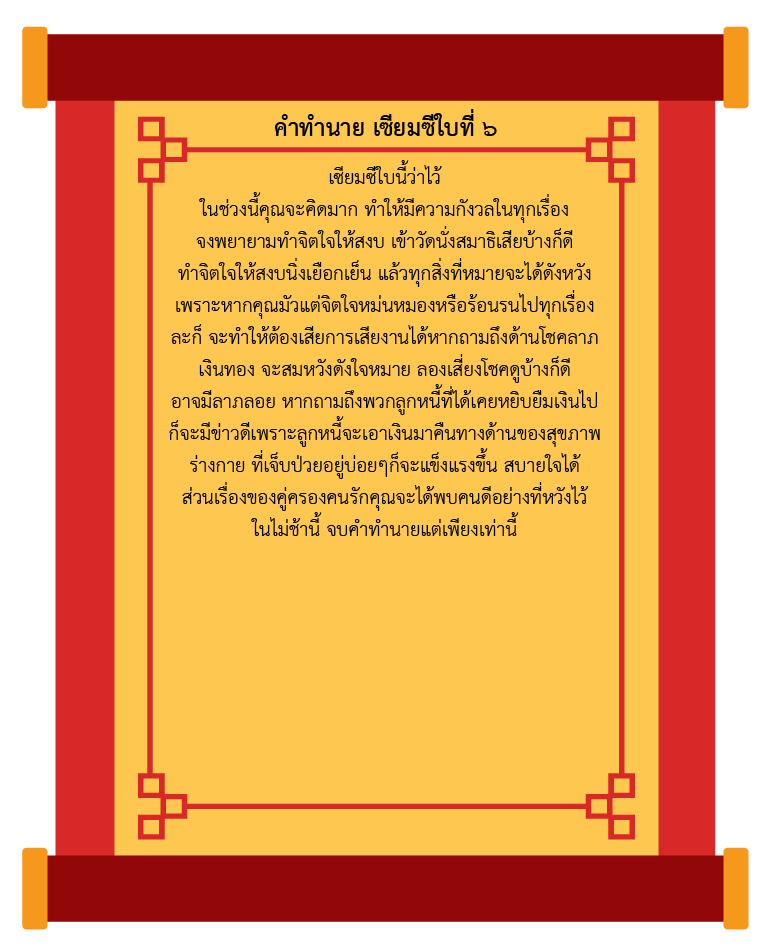 คำทำนาย เซียมซีใบที่ ๖
เซียมซีใบนี้ว่าไว้
ในช่วงนี้คุณจะคิดมาก ทำให้มีความกังวลในทุกเรื่อง
จงพยายามทำจิตใจให้สงบ เข้าวัดนั่งสมาธิเสียบ้างก็ดี
ทำจิตใจให้สงบนิ่งเยือกเย็น แล้วทุกสิ่งที่หมายจะได้ดังหวัง
เพราะหากคุณมัวแต่จิตใจหม่นหมองหรือร้อนรนไปทุกเรื่อง
ละก็ จะทำให้ต้องเสียการเสียงานได้หากถามถึงด้านโชคลาภ
เงินทอง จะสมหวังดังใจหมาย ลองเสี่ยงโชคดูบ้างก็ดี
อาจมีลาภลอย หากถามถึงพวกลูกหนี้ที่ได้เคยหยิบยืมเงินไป
ก็จะมีข่าวดีเพราะลูกหนี้จะเอาเงินมาคืนทางด้านของสุขภาพ
ร่างกาย ที่เจ็บป่วยอยู่บ่อยๆก็จะแข็งแรงขึ้น สบายใจได้
ส่วนเรื่องของคู่ครองคนรักคุณจะได้พบคนดีอย่างที่หวังไว้
ในไม่ช้านี้ จบคำทำนายแต่เพียงเท่านี้